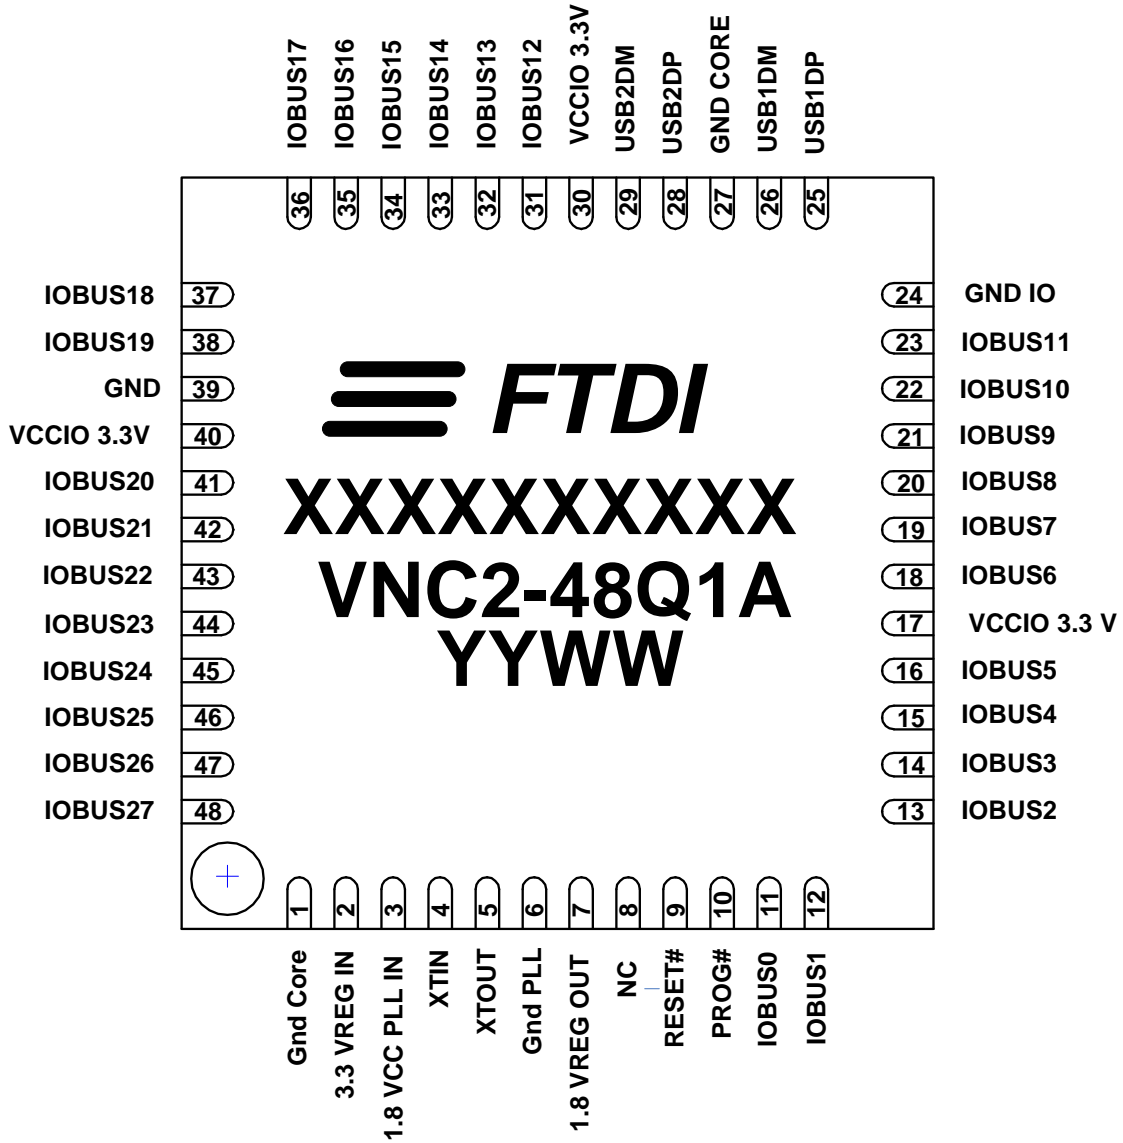 IOBUS17
IOBUS16
IOBUS15
IOBUS14
IOBUS13
IOBUS12
VCCIO 3.3V
USB2DM
USB2DP
GND CORE
USB1DM
USB1DP
36
35
34
33
32
31
30
29
28
27
26
25
IOBUS18 37
IOBUS19 38
GND 39
VCCIO 3.3V 40
IOBUS20 41
IOBUS21 42
IOBUS22 43
IOBUS23 44
IOBUS24 45
IOBUS25 46
IOBUS26 47
IOBUS27 48
FTDI
XXXXXXXXXX
VNC2-48Q1A
YYWW
24 GND IO
23 IOBUS11
22 IOBUS10
21 IOBUS9
20 IOBUS8
19 IOBUS7
18 IOBUS6
17 VCCIO 3.3 V
16 IOBUS5
15 IOBUS4
14 IOBUS3
13 IOBUS2
1
2
3
4
5
6
7
8
9
10
11
12
Gnd Core
3.3 VREG IN
1.8 VCC PLL IN
XTIN
XTOUT
Gnd PLL
1.8 VREG OUT
NC
RESET#
PROG#
IOBUS0
IOBUS1